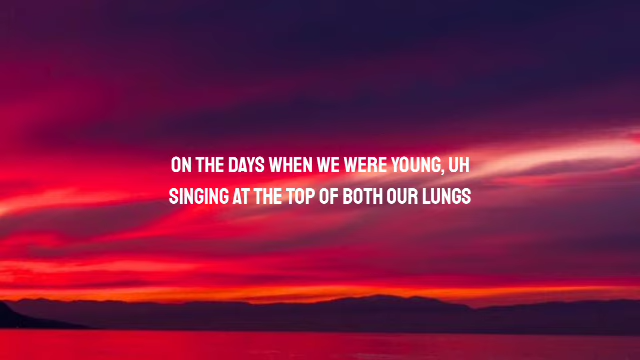 ON THE DAYS WHEN WE WERE YOUNG, UH
SINGING AT THE TOP OF BOTH OUR LUNGS